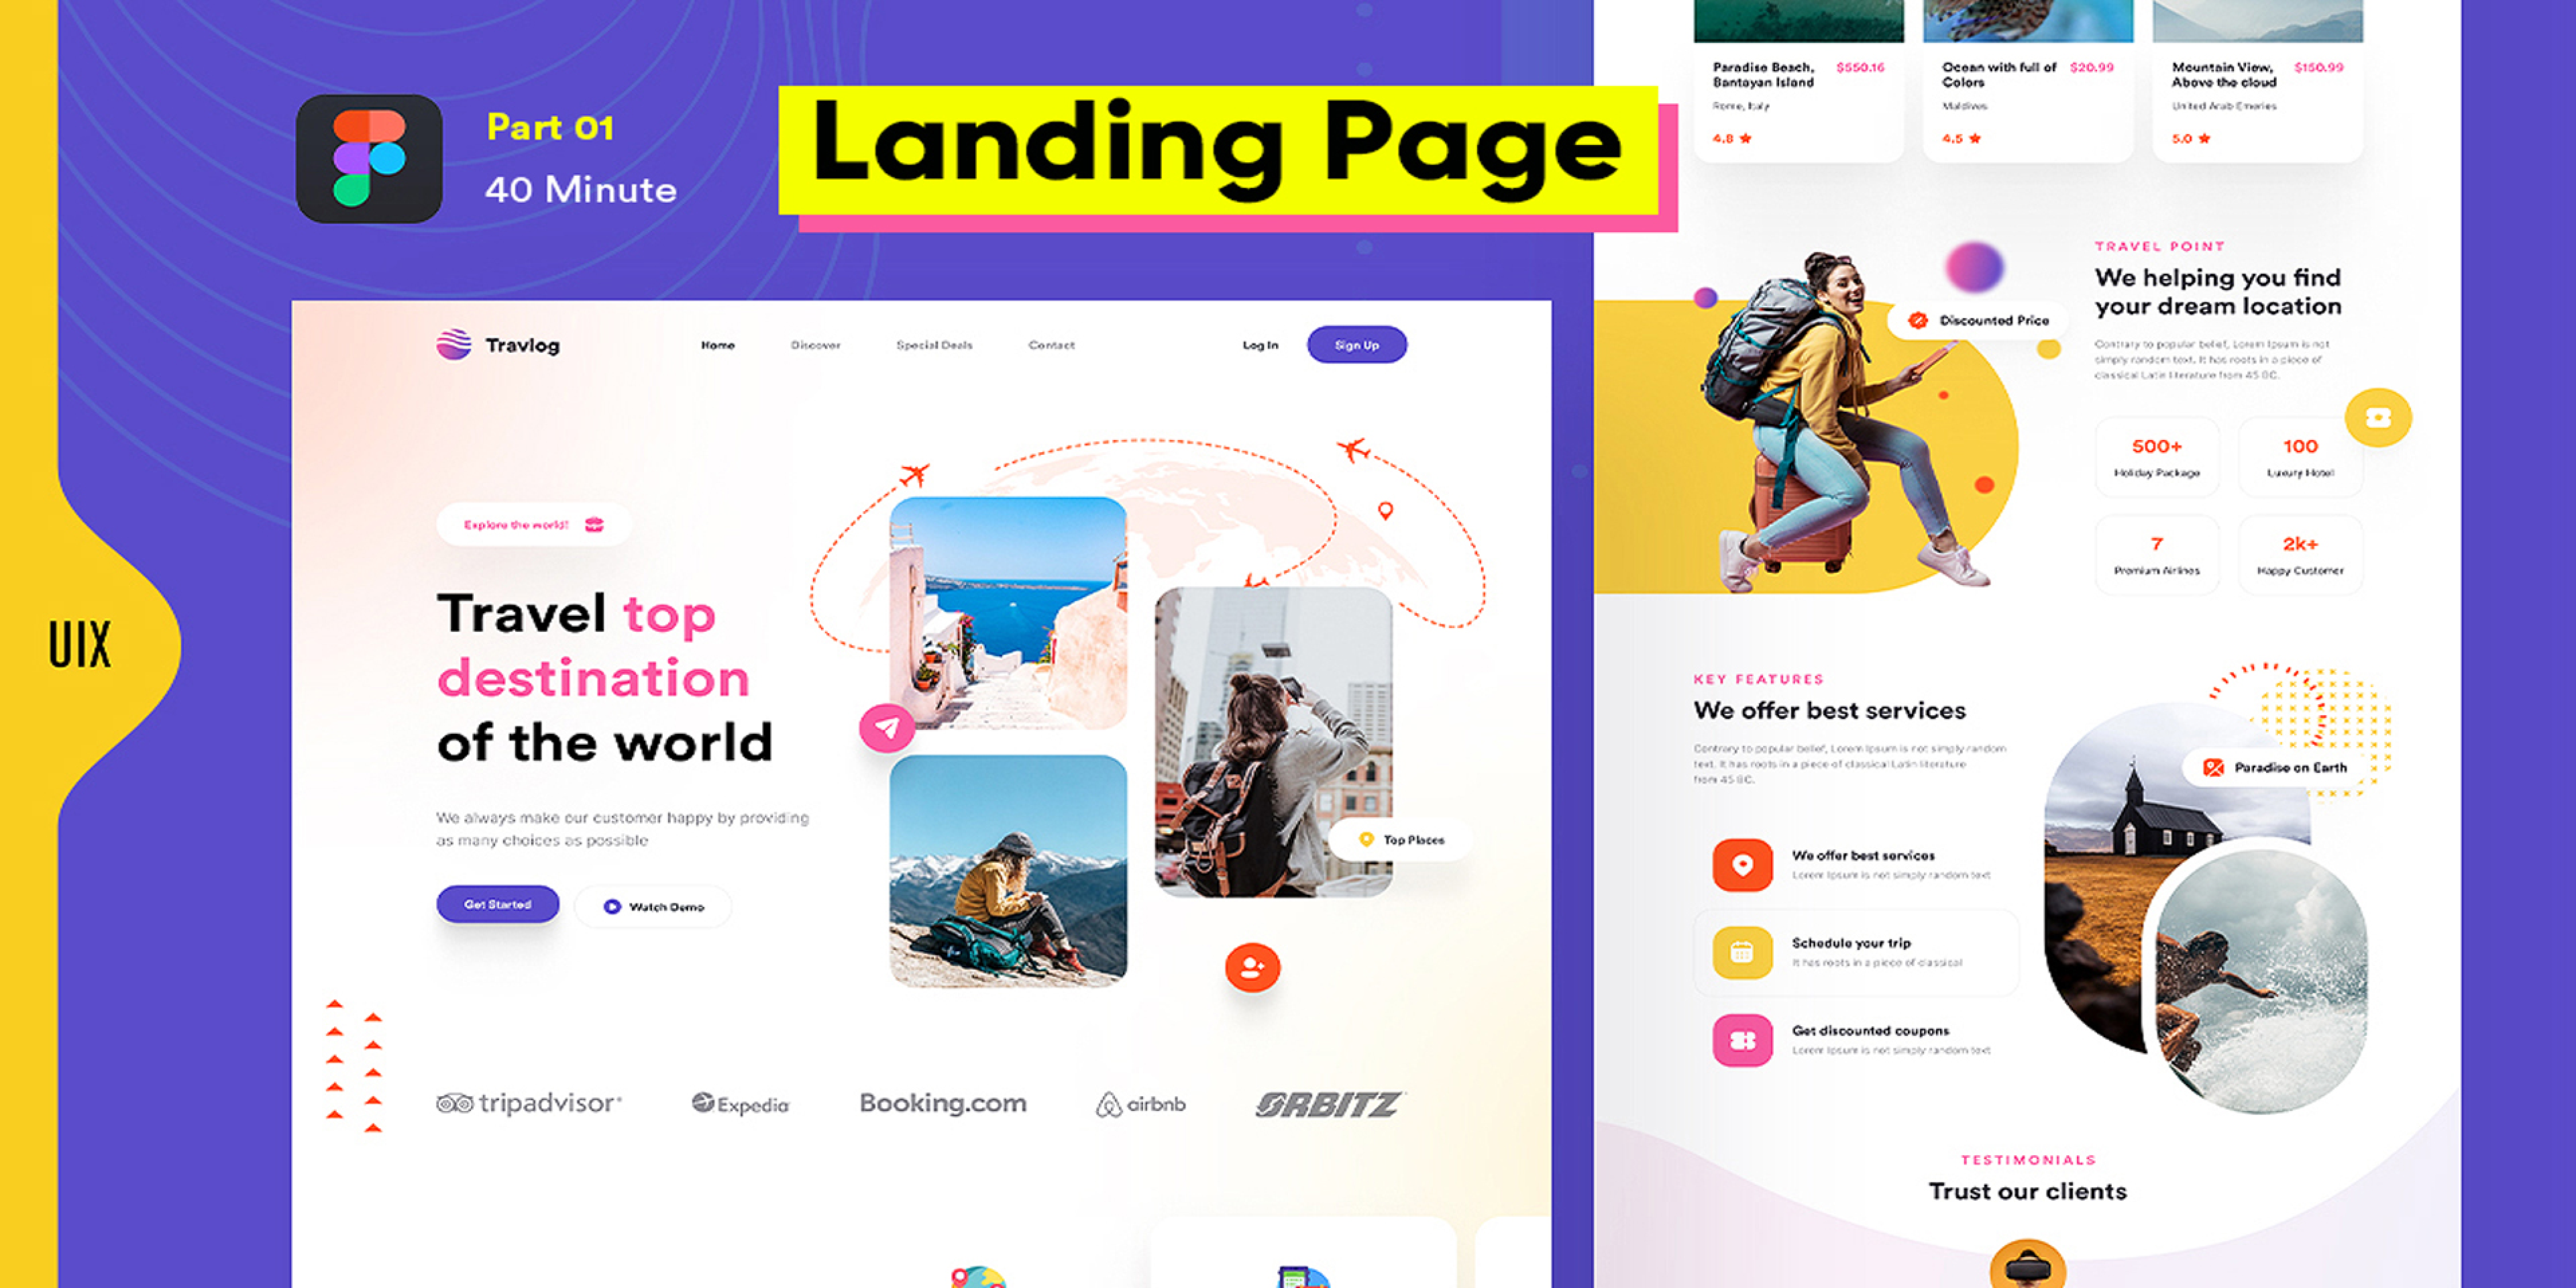 Part 01
40 Minute
Landing Page
UIX
Travlog
Home
Discover
Special Deals
Contact
Log In
Sign Up
Explore the world!
Travel top
destination
of the world
We always make our customer happy by providing
as many choices as possible
Get Started
Watch Demo
Top Places
tripadvisor
Expedia
Booking.com
airbnb
ORBITZ
Paradise Beach,
Bantayan Island
$550.16
Rome, Italy
4.8
Ocean with full of
Colors
$20.99
Maldives
4.5
Mountain View,
Above the cloud
$150.99
United Arab Emeries
5.0
Discounted Price
TRAVEL POINT
We helping you find
your dream location
Contrary to popular belief, Lorem Ipsum is not
simply random text. It has roots in a piece of
classical Latin literature from 45 BC.
500+
Holiday Package
100
Luxury Hotel
7
Premium Airlines
2k+
Happy Customer
KEY FEATURES
We offer best services
Contrary to popular belief, Lorem Ipsum is not simply random
text. It has roots in a piece of classical Latin literature
from 45 BC.
We offer best services
Lorem Ipsum is not simply random text
Schedule your trip
It has roots in a piece of classical
Get discounted coupons
Lorem Ipsum is not simply random text
Paradise on Earth
TESTIMONIALS
Trust our clients